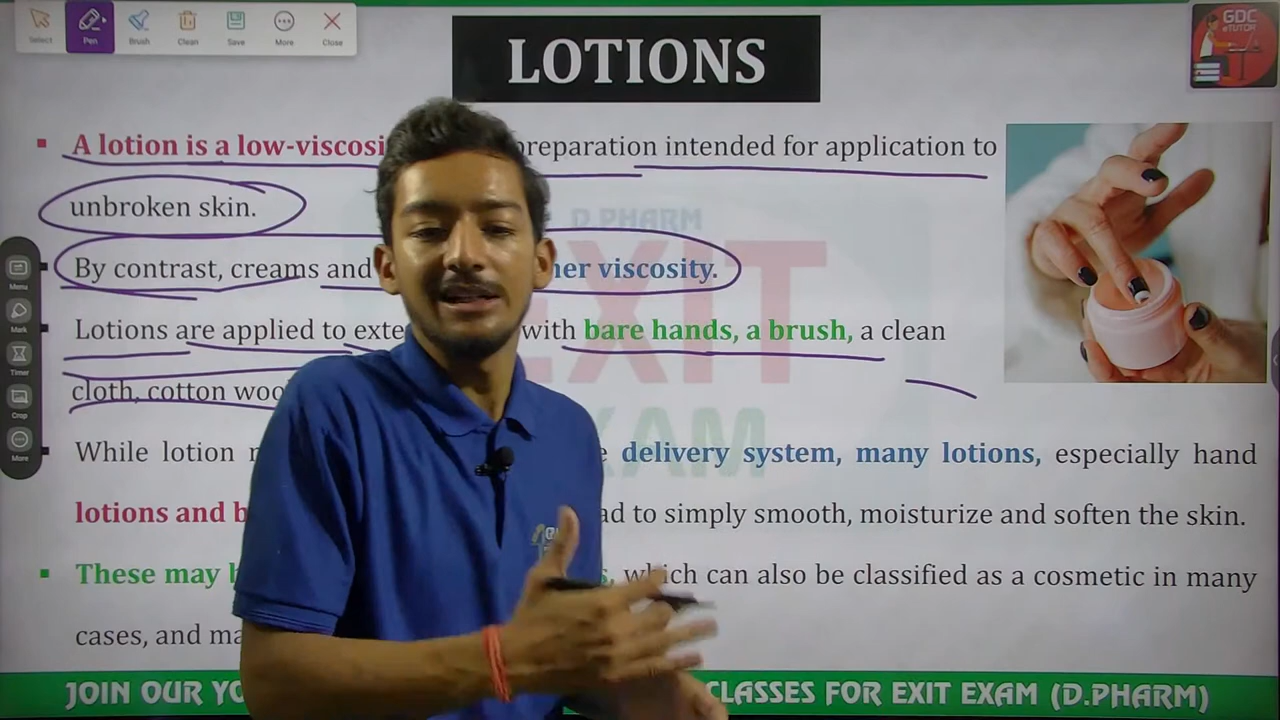 Select Pen Brush Clean Save More Close
LOTIONS
GDC
eTUTOR
A lotion is a low-viscosi preparation intended for application to
unbroken skin.
D.PHARM
By contrast, creams and her viscosity.
EXIT
Lotions are applied to exte with bare hands, a brush, a clean
cloth, cotton woo
EXAM
While lotion delivery system, many lotions, especially hand
lotions and b ad to simply smooth, moisturize and soften the skin.
These may b s, which can also be classified as a cosmetic in many
cases, and ma
Menu
Mark
Timer
Crop
More
JOIN OUR YO CLASSES FOR EXIT EXAM (D.PHARM)